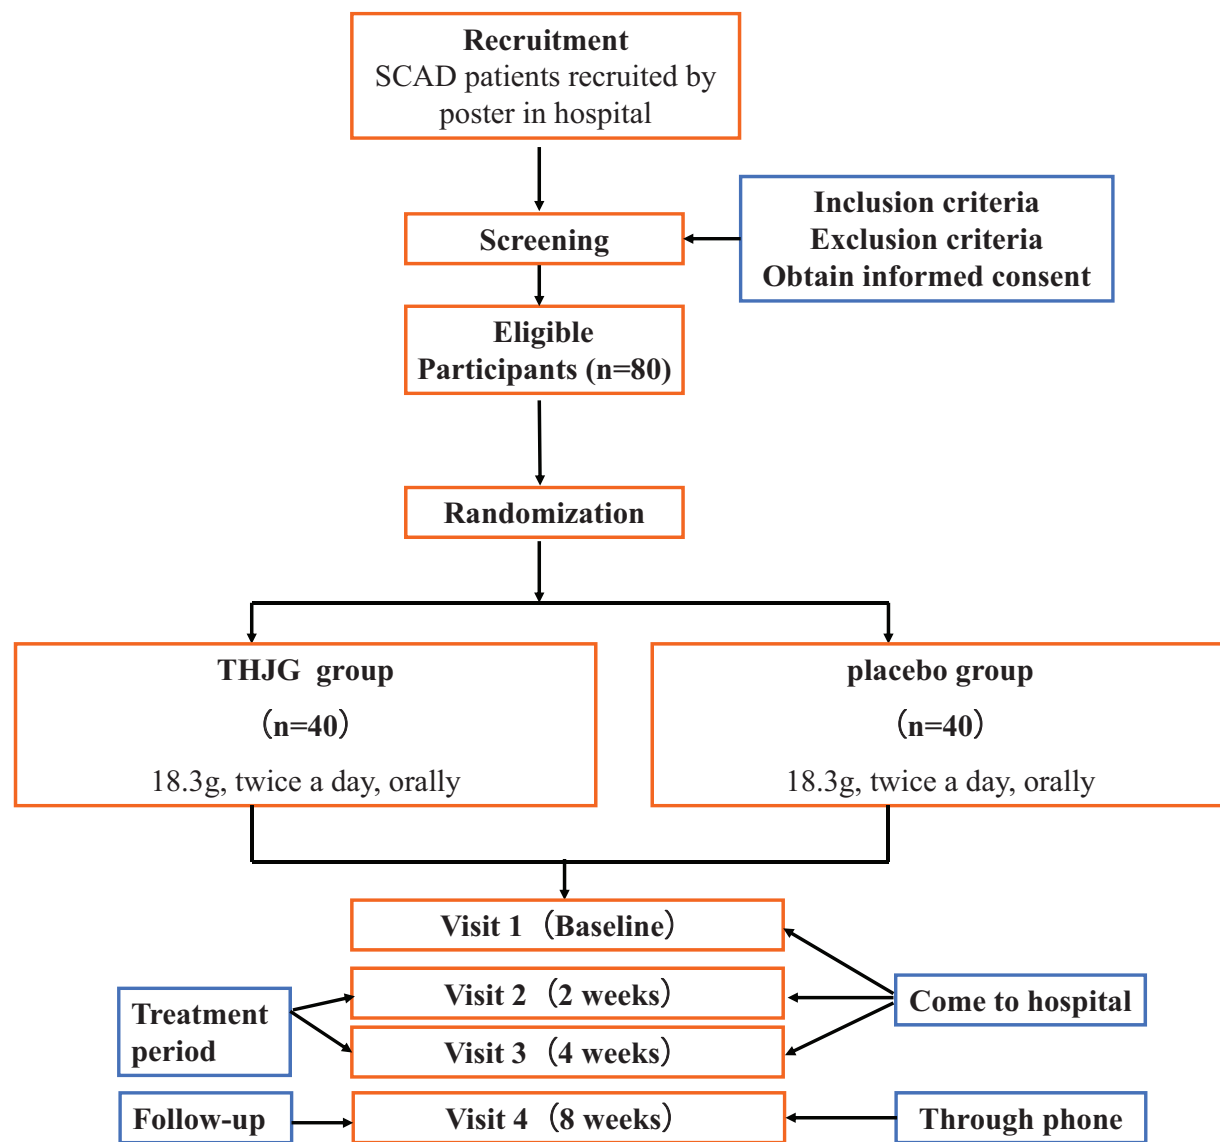 Recruitment
SCAD patients recruited by
poster in hospital
Screening
Inclusion criteria
Exclusion criteria
Obtain informed consent
Eligible
Participants (n=80)
Randomization
THJG group
（n=40）
18.3g, twice a day, orally
placebo group
（n=40）
18.3g, twice a day, orally
Visit 1（Baseline）
Visit 2（2 weeks）
Visit 3（4 weeks）
Treatment
period
Come to hospital
Follow-up
Visit 4（8 weeks）
Through phone